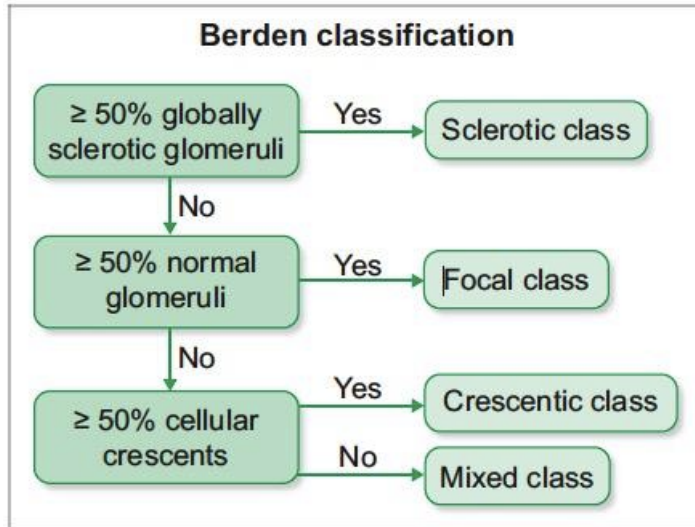 Berden classification
≥ 50% globally
sclerotic glomeruli
Yes
Sclerotic class
No
≥ 50% normal
glomeruli
Yes
Focal class
No
≥ 50% cellular
crescents
Yes
Crescentic class
No
Mixed class